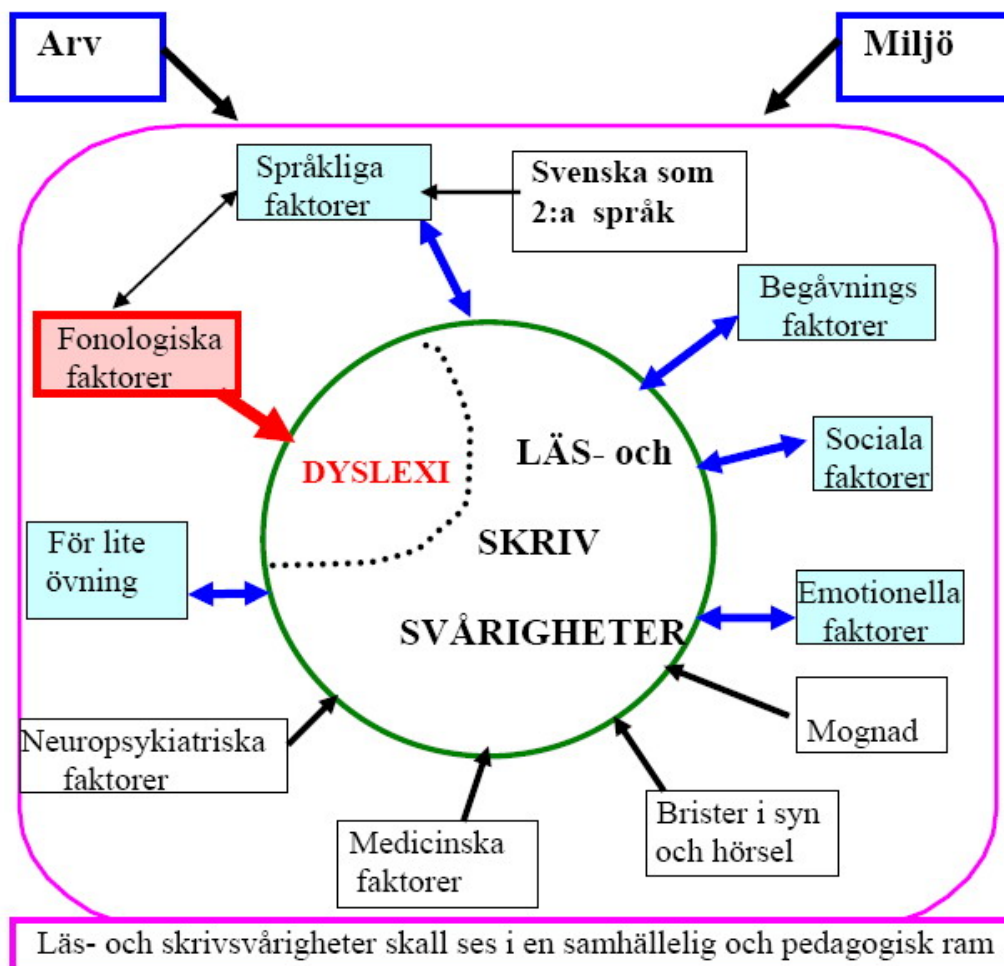 Arv
Miljö
Språkliga
faktorer
Svenska som
2:a språk
Begåvnings
faktorer
Fonologiska
faktorer
DYSLEXI
LÄS- och
SKRIV
SVÅRIGHETER
Sociala
faktorer
För lite
övning
Emotionella
faktorer
Neuropsykiatriska
faktorer
Mognad
Medicinska
faktorer
Brister i syn
och hörsel
Läs- och skrivsvårigheter skall ses i en samhällelig och pedagogisk ram